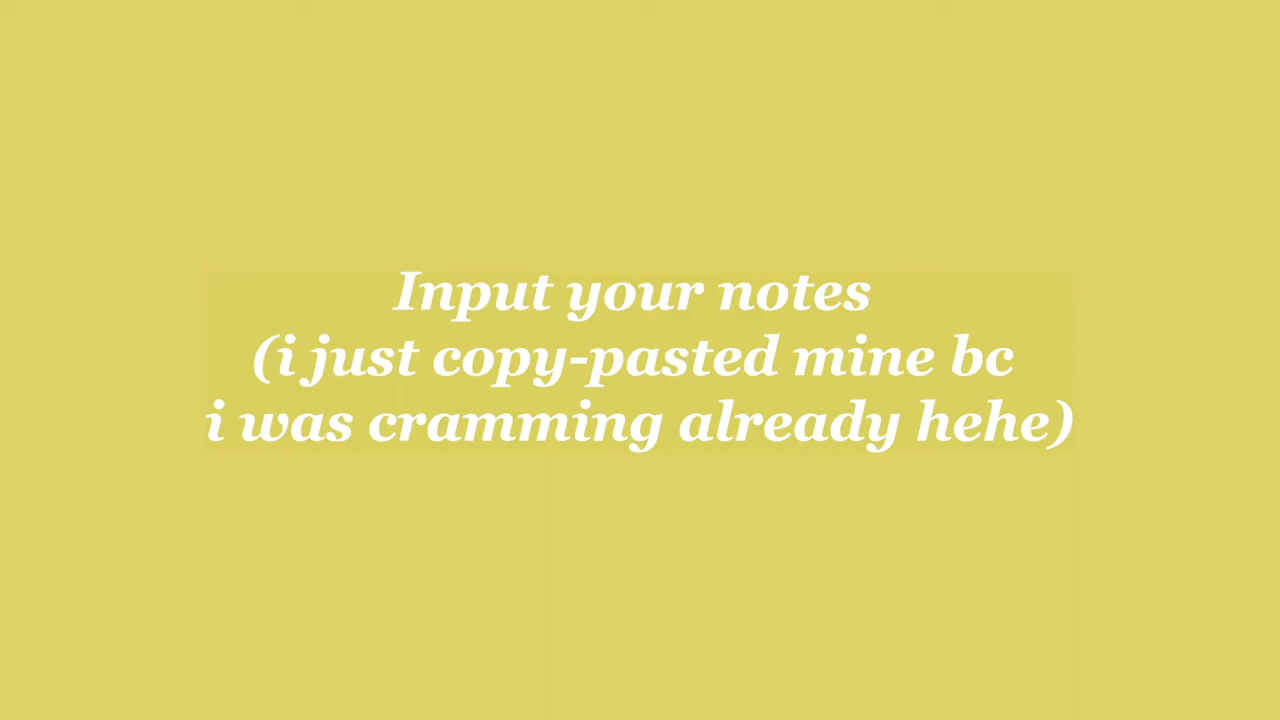 Input your notes
(i just copy-pasted mine bc
i was cramming already hehe)